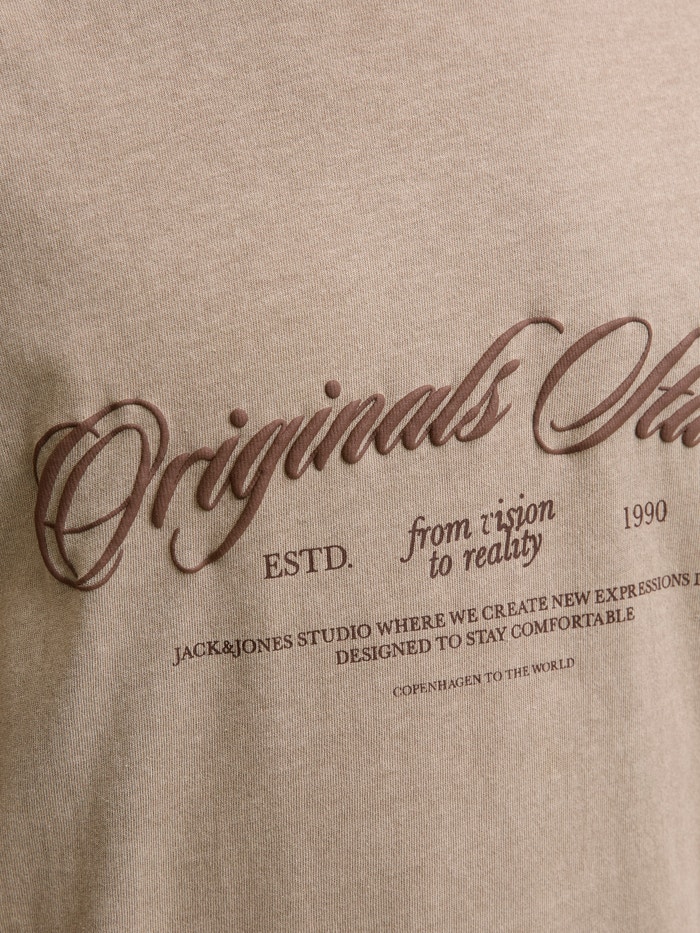 Originals
ESTD. from vision to reality 1990
JACK&JONES STUDIO WHERE WE CREATE NEW EXPRESSIONS
DESIGNED TO STAY COMFORTABLE
COPENHAGEN TO THE WORLD